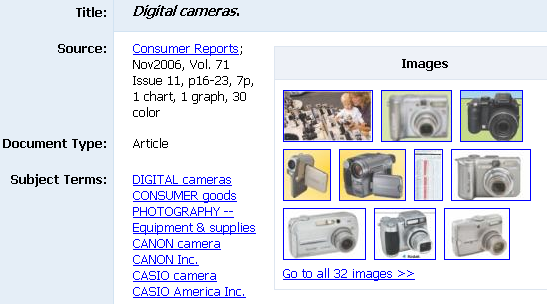 Title: Digital cameras.
Source: Consumer Reports;
Nov2006, Vol. 71
Issue 11, p16-23, 7p,
1 chart, 1 graph, 30
color
Document Type: Article
Subject Terms: DIGITAL cameras
CONSUMER goods
PHOTOGRAPHY --
Equipment & supplies
CANON camera
CANON Inc.
CASIO camera
CASIO America Inc.
Images
Kodak
Go to all 32 images >>